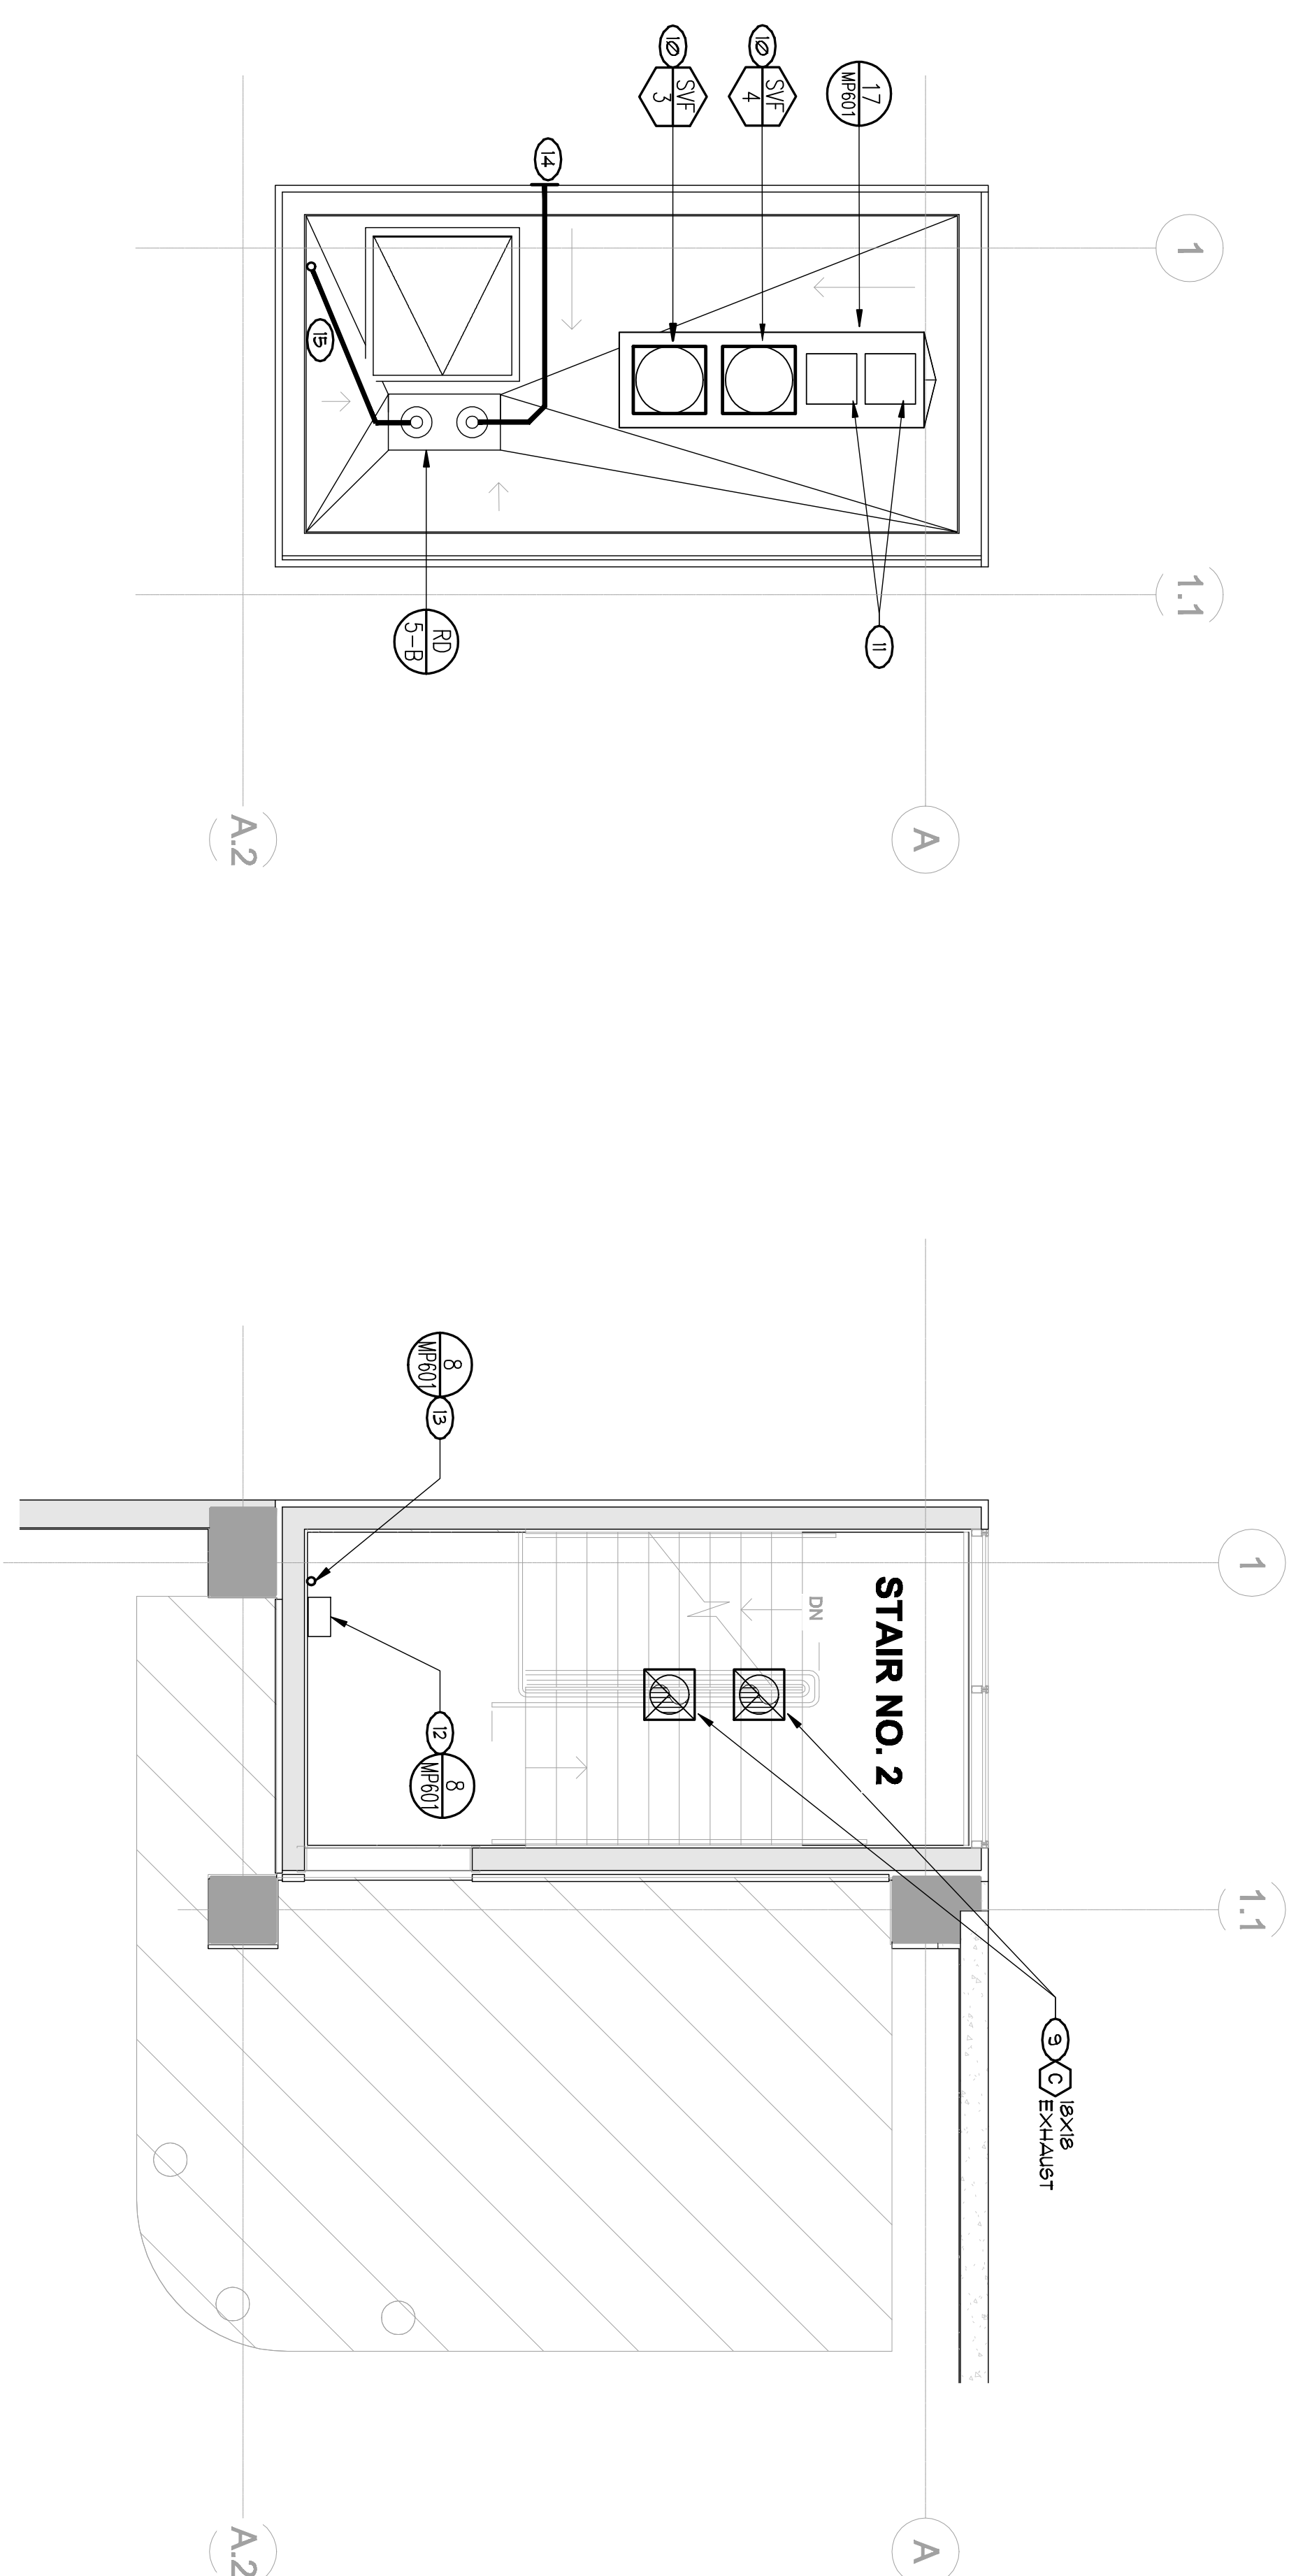 1
1.1
A
A.2
17
MP601
10
SVF
4
10
SVF
3
14
15
11
RD
5-B
1
1.1
A
A.2
STAIR NO. 2
DN
8
MP601
13
12
8
MP601
9
C
18X18
EXHAUST